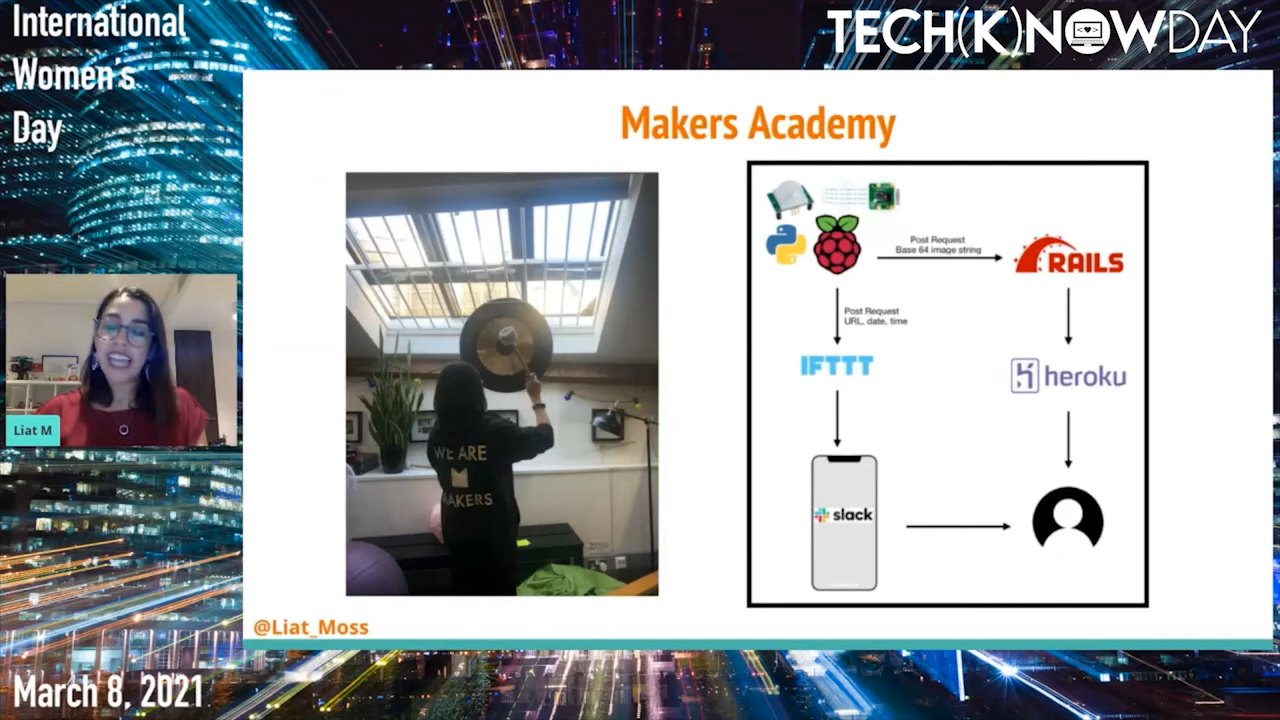 International
Women's
Day
TECH(K)NOWDAY
Makers Academy
WE ARE
MAKERS
Post Request
Base 64 image string
RAILS
Post Request
URL, date, time
IFTTT
heroku
slack
Liat M
@Liat_Moss
March 8, 2021